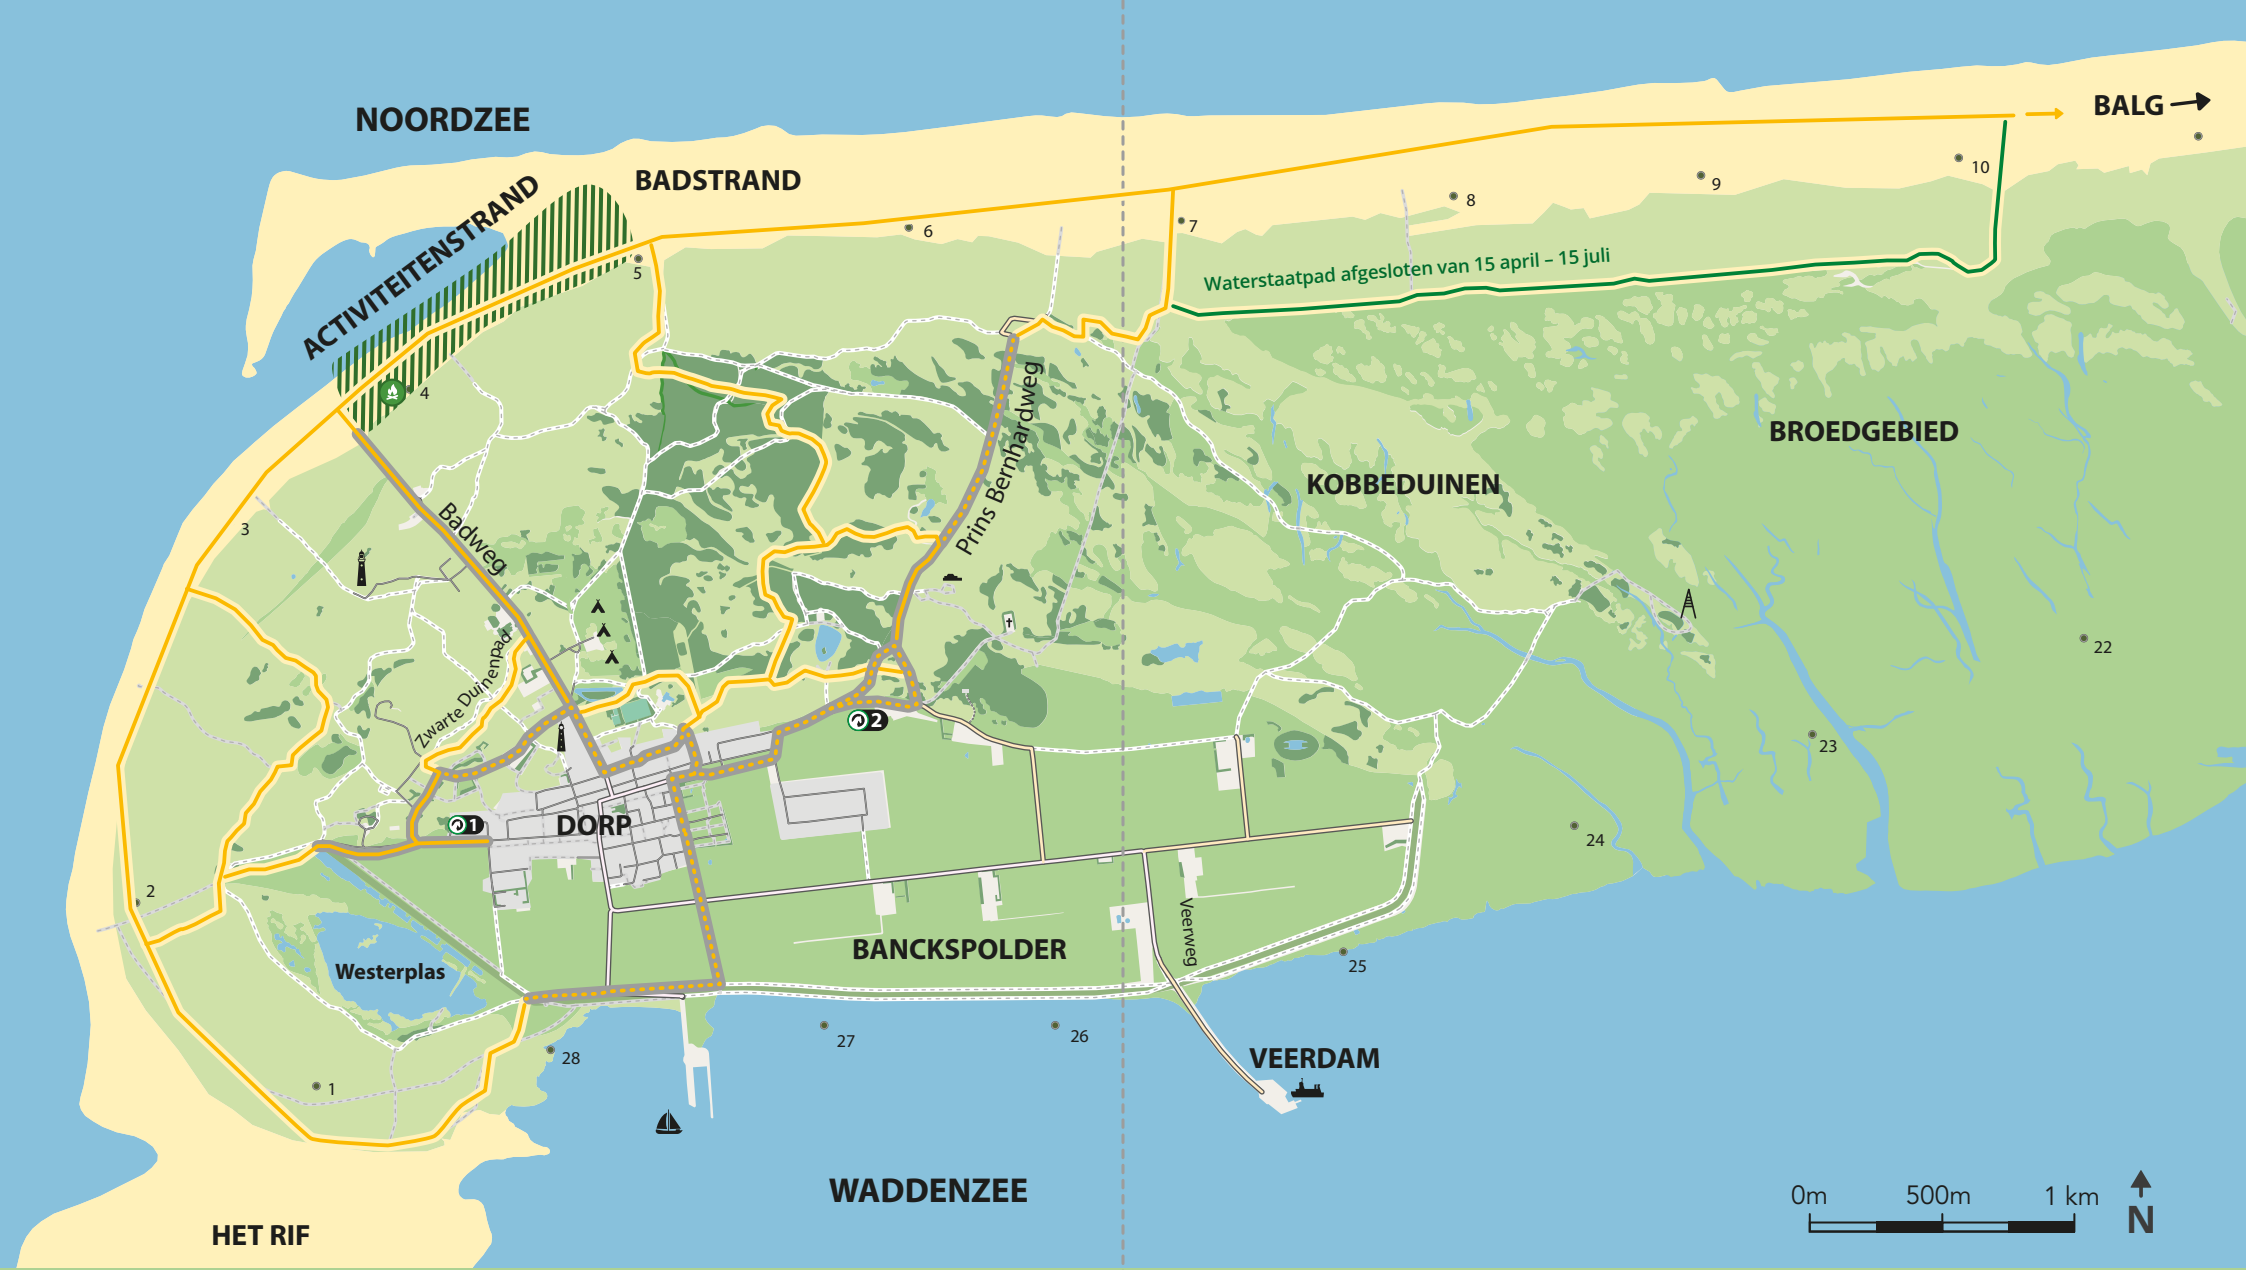 NOORDZEE
BALG
BADSTRAND
ACTIVITEITENSTRAND
10
9
8
7
6
5
4
3
Waterstaatpad afgesloten van 15 april – 15 juli
Prins Bernhardweg
Badweg
BROEDGEBIED
KOBBEDUINEN
Zwarte Duinenpad
22
2
23
1
DORP
24
2
BANCKSPOLDER
Veerweg
Westerplas
25
27
26
28
VEERDAM
1
WADDENZEE
0m
500m
1 km
N
HET RIF